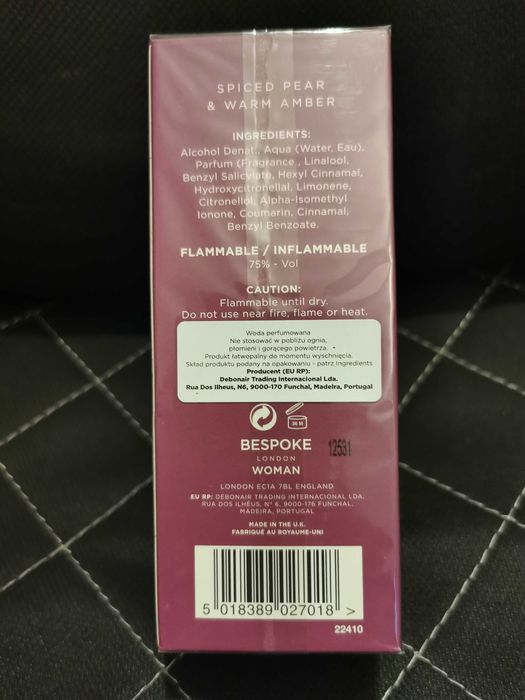 SPICED PEAR
& WARM AMBER
INGREDIENTS:
Alcohol Denat., Aqua (Water, Eau),
Parfum (Fragrance , Linalool,
Benzyl Salicylate, Hexyl Cinnamal,
Hydroxycitronellal, Limonene,
Citronellol, Alpha-Isomethyl
Ionone, Coumarin, Cinnamal,
Benzyl Benzoate.
FLAMMABLE / INFLAMMABLE
75% - Vol
CAUTION:
Flammable until dry.
Do not use near fire, flame or heat.
Woda perfumowana
Nie stosować w pobliżu ognia,
płomieni i gorącego powietrza.
Produkt łatwopalny do momentu wyschnięcia.
Skład produktu podany na opakowaniu - patrz Ingredients
Producent (EU RP):
Debonair Trading Internacional Lda.
Rua Dos Ilheus, N6, 9000-170 Funchal, Madeira, Portugal
36 M
BESPOKE
LONDON
WOMAN
12531
LONDON EC1A 7BL ENGLAND
EU RP: DEBONAIR TRADING INTERNACIONAL LDA,
RUA DOS ILHÉUS, Nº 6, 9000-176 FUNCHAL,
MADEIRA, PORTUGAL
MADE IN THE U.K.
FABRIQUÉ AU ROYAUME-UNI
5 018389 027018 >
22410